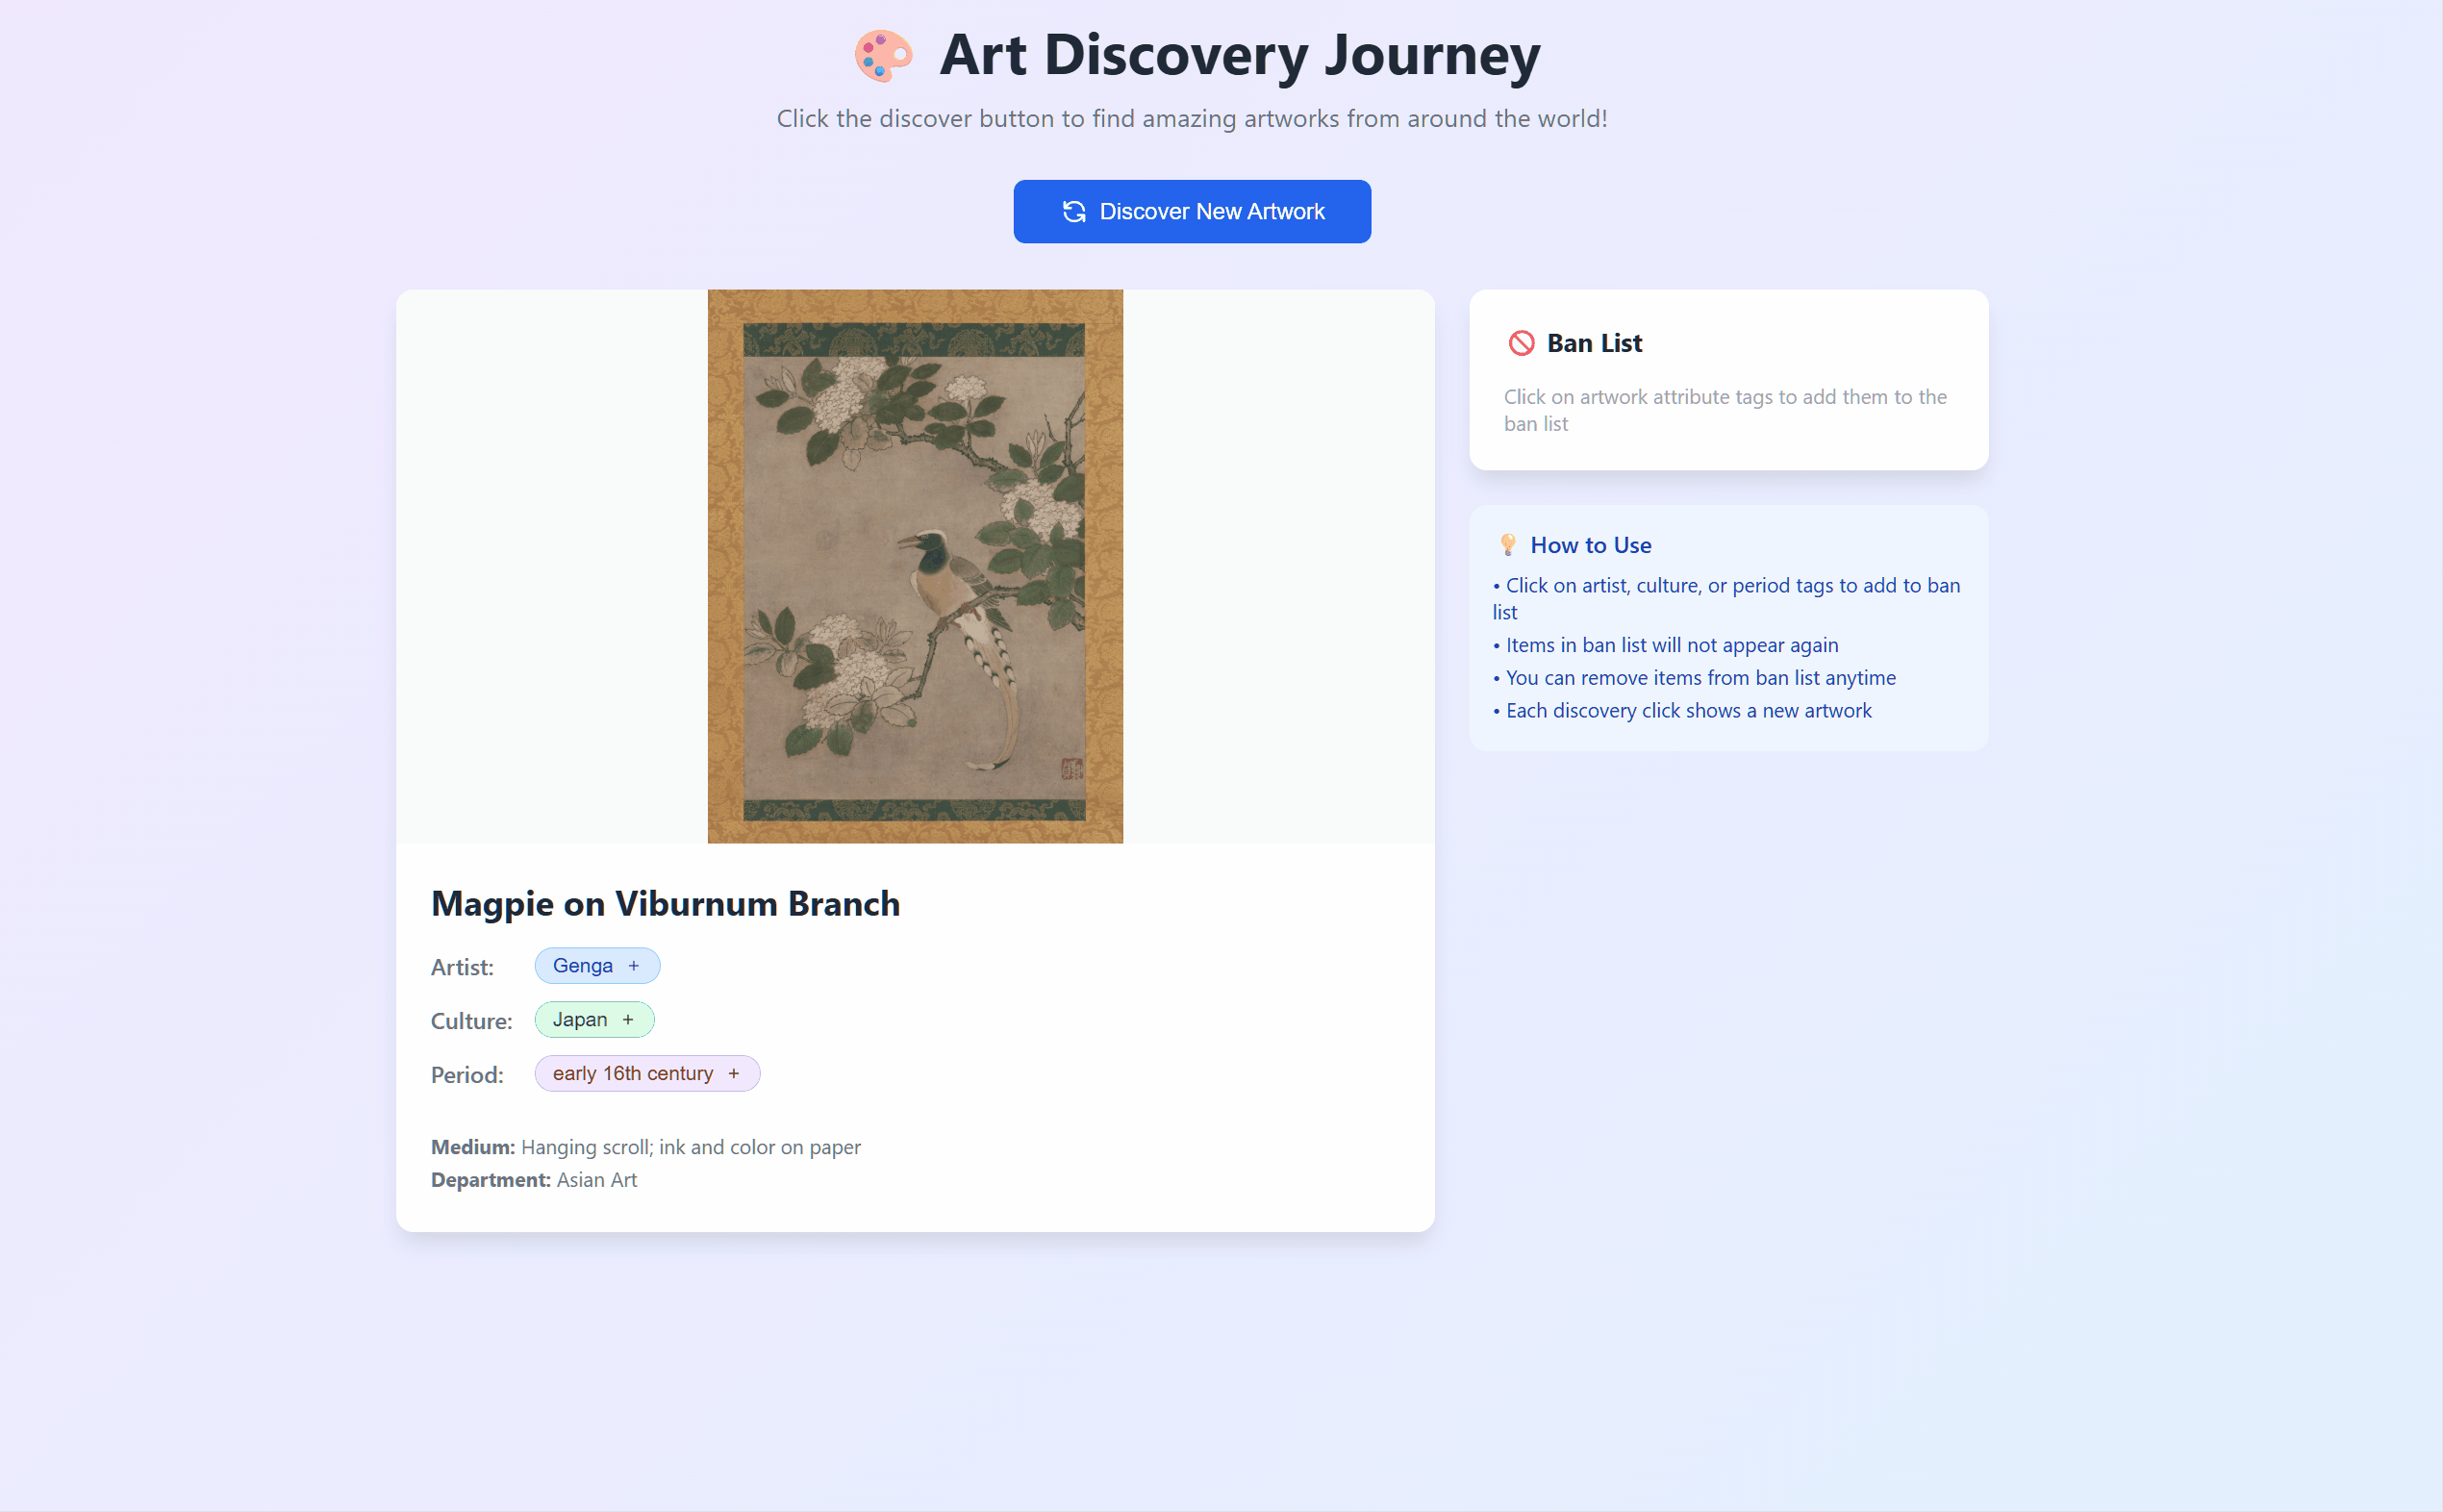 Art Discovery Journey
Click the discover button to find amazing artworks from around the world!
Discover New Artwork
Ban List
Click on artwork attribute tags to add them to the
ban list
How to Use
• Click on artist, culture, or period tags to add to ban
list
• Items in ban list will not appear again
• You can remove items from ban list anytime
• Each discovery click shows a new artwork
Magpie on Viburnum Branch
Artist: Genga +
Culture: Japan +
Period: early 16th century +
Medium: Hanging scroll; ink and color on paper
Department: Asian Art